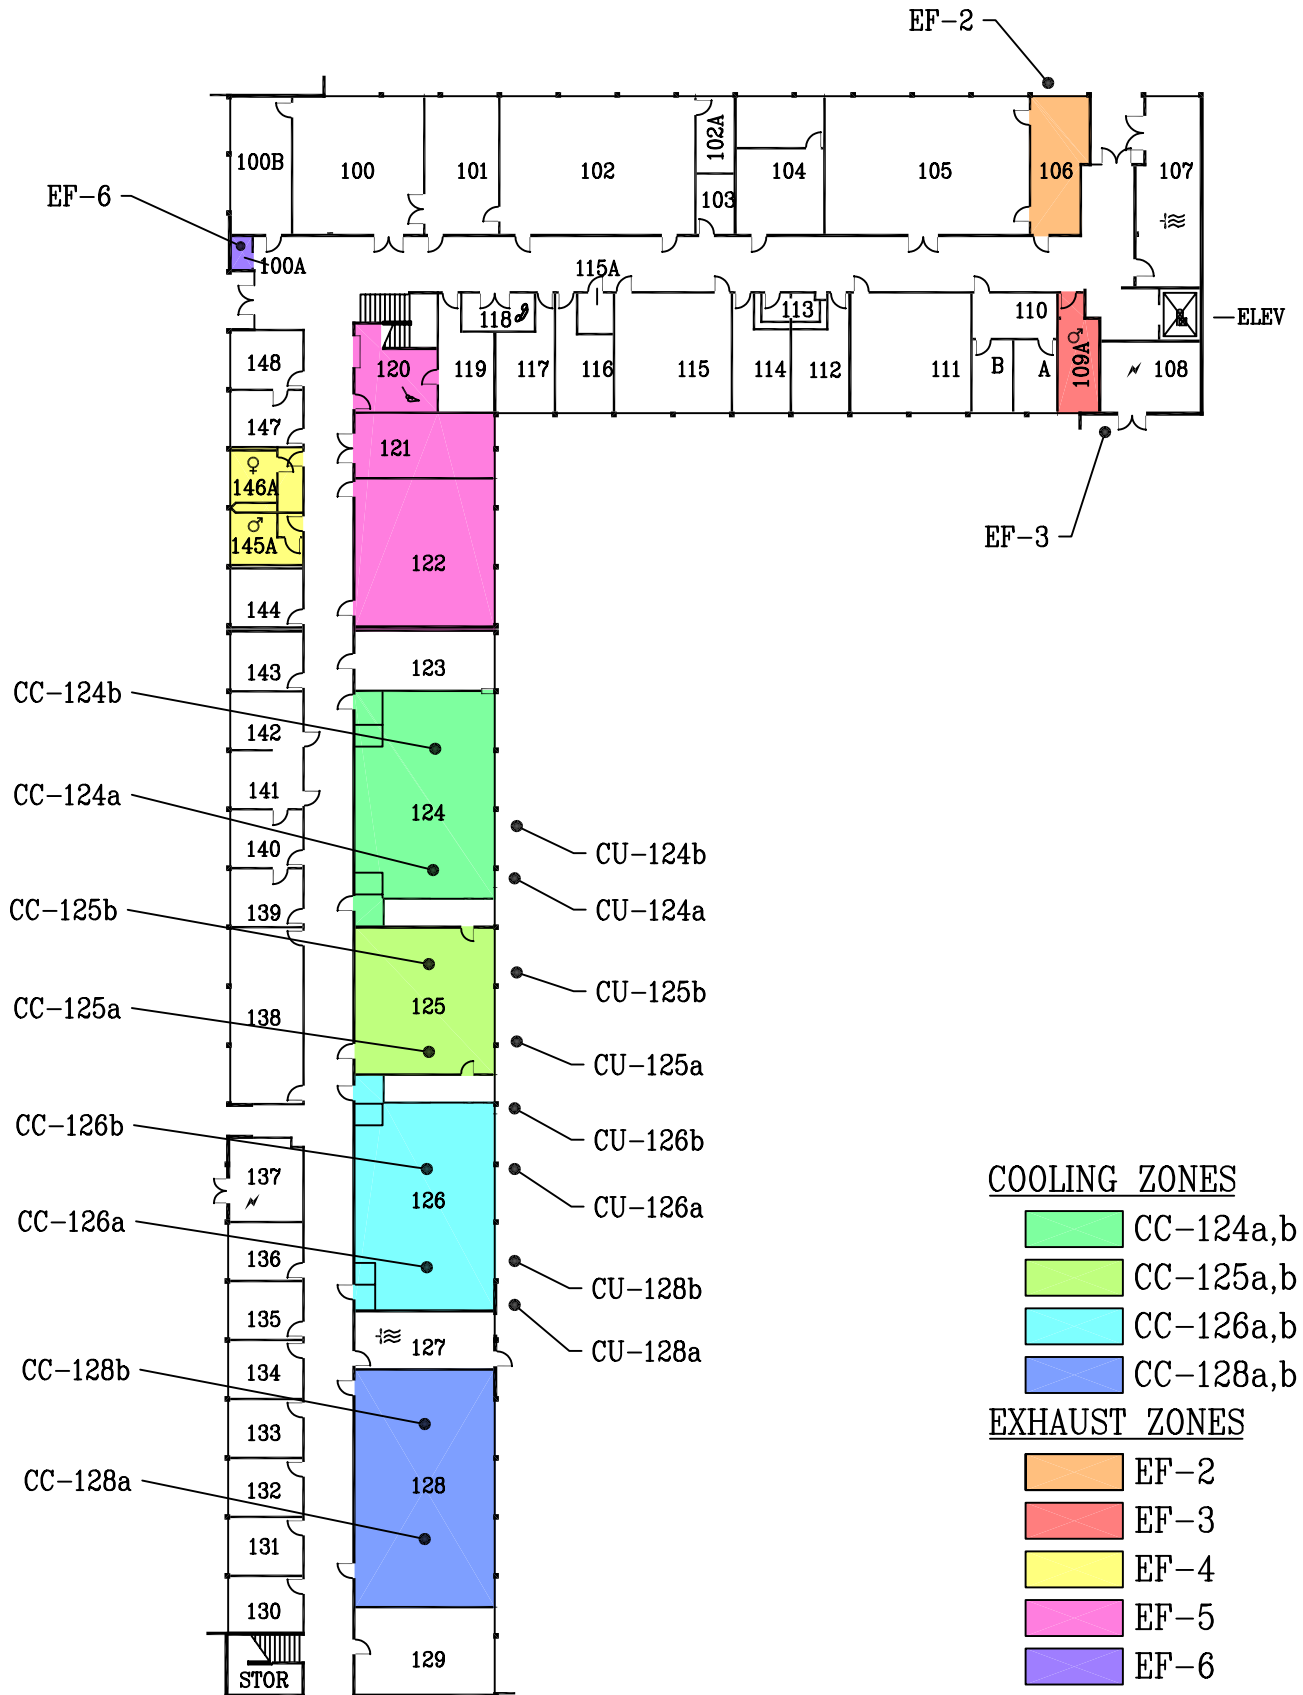 EF-2
102A
100B
100
101
102
103
104
105
106
107
EF-6
100A
115A
118
113
110
ELEV
148
120
119
117
116
115
114
112
111
B
A
109A
108
147
121
146A
145A
EF-3
122
144
143
123
CC-124b
142
CC-124a
141
124
140
CU-124b
CC-125b
139
CU-124a
CC-125a
138
125
CU-125b
CU-125a
CC-126b
CU-126b
137
126
CU-126a
CC-126a
136
CU-128b
135
127
CU-128a
CC-128b
134
133
CC-128a
132
128
131
130
129
STOR
COOLING ZONES
CC-124a,b
CC-125a,b
CC-126a,b
CC-128a,b
EXHAUST ZONES
EF-2
EF-3
EF-4
EF-5
EF-6